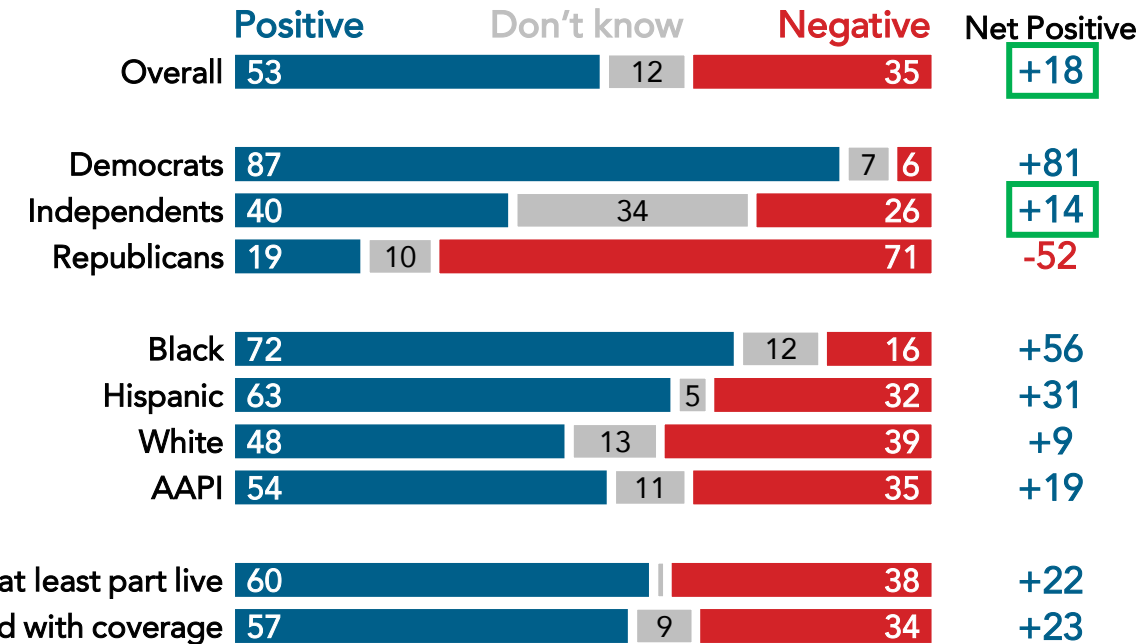 Positive Don't know Negative Net Positive
Overall 53 12 35 +18
Democrats 87 7 6 +81
Independents 40 34 26 +14
Republicans 19 10 71 -52
Black 72 12 16 +56
Hispanic 63 5 32 +31
White 48 13 39 +9
AAPI 54 11 35 +19
at least part live 60 38 +22
with coverage 57 9 34 +23